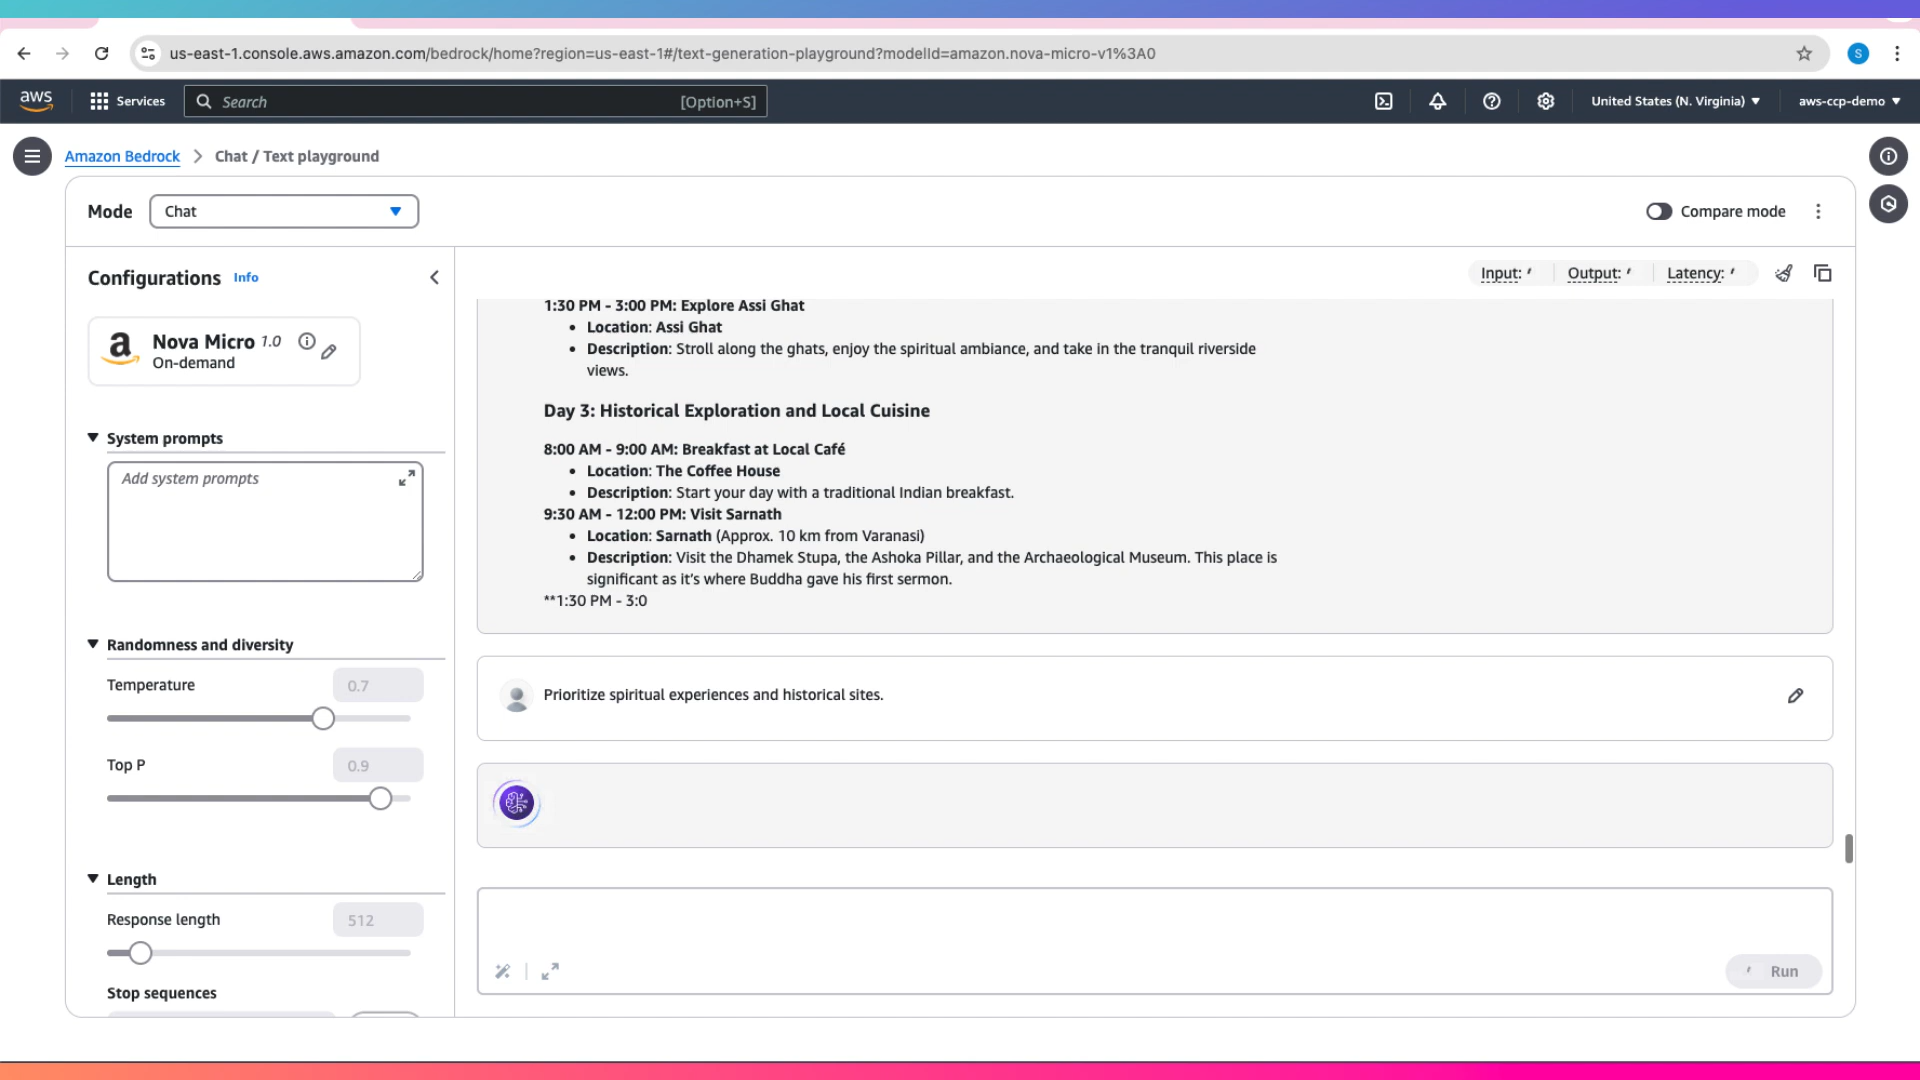 us-east-1.console.aws.amazon.com/bedrock/home?region=us-east-1#/text-generation-playground?modelId=amazon.nova-micro-v1%3A0
S
aws
Services
Search
[Option+S]
United States (N. Virginia)
aws-ccp-demo
Amazon Bedrock > Chat / Text playground
Mode
Chat
Compare mode
Configurations Info
Input:
Output:
Latency:
Nova Micro 1.0
On-demand
System prompts
Add system prompts
Randomness and diversity
Temperature
0.7
Top P
0.9
Length
Response length
512
Stop sequences
1:30 PM - 3:00 PM: Explore Assi Ghat
• Location: Assi Ghat
• Description: Stroll along the ghats, enjoy the spiritual ambiance, and take in the tranquil riverside
views.
Day 3: Historical Exploration and Local Cuisine
8:00 AM - 9:00 AM: Breakfast at Local Café
• Location: The Coffee House
• Description: Start your day with a traditional Indian breakfast.
9:30 AM - 12:00 PM: Visit Sarnath
• Location: Sarnath (Approx. 10 km from Varanasi)
• Description: Visit the Dhamek Stupa, the Ashoka Pillar, and the Archaeological Museum. This place is
significant as it's where Buddha gave his first sermon.
**1:30 PM - 3:0
Prioritize spiritual experiences and historical sites.
Run